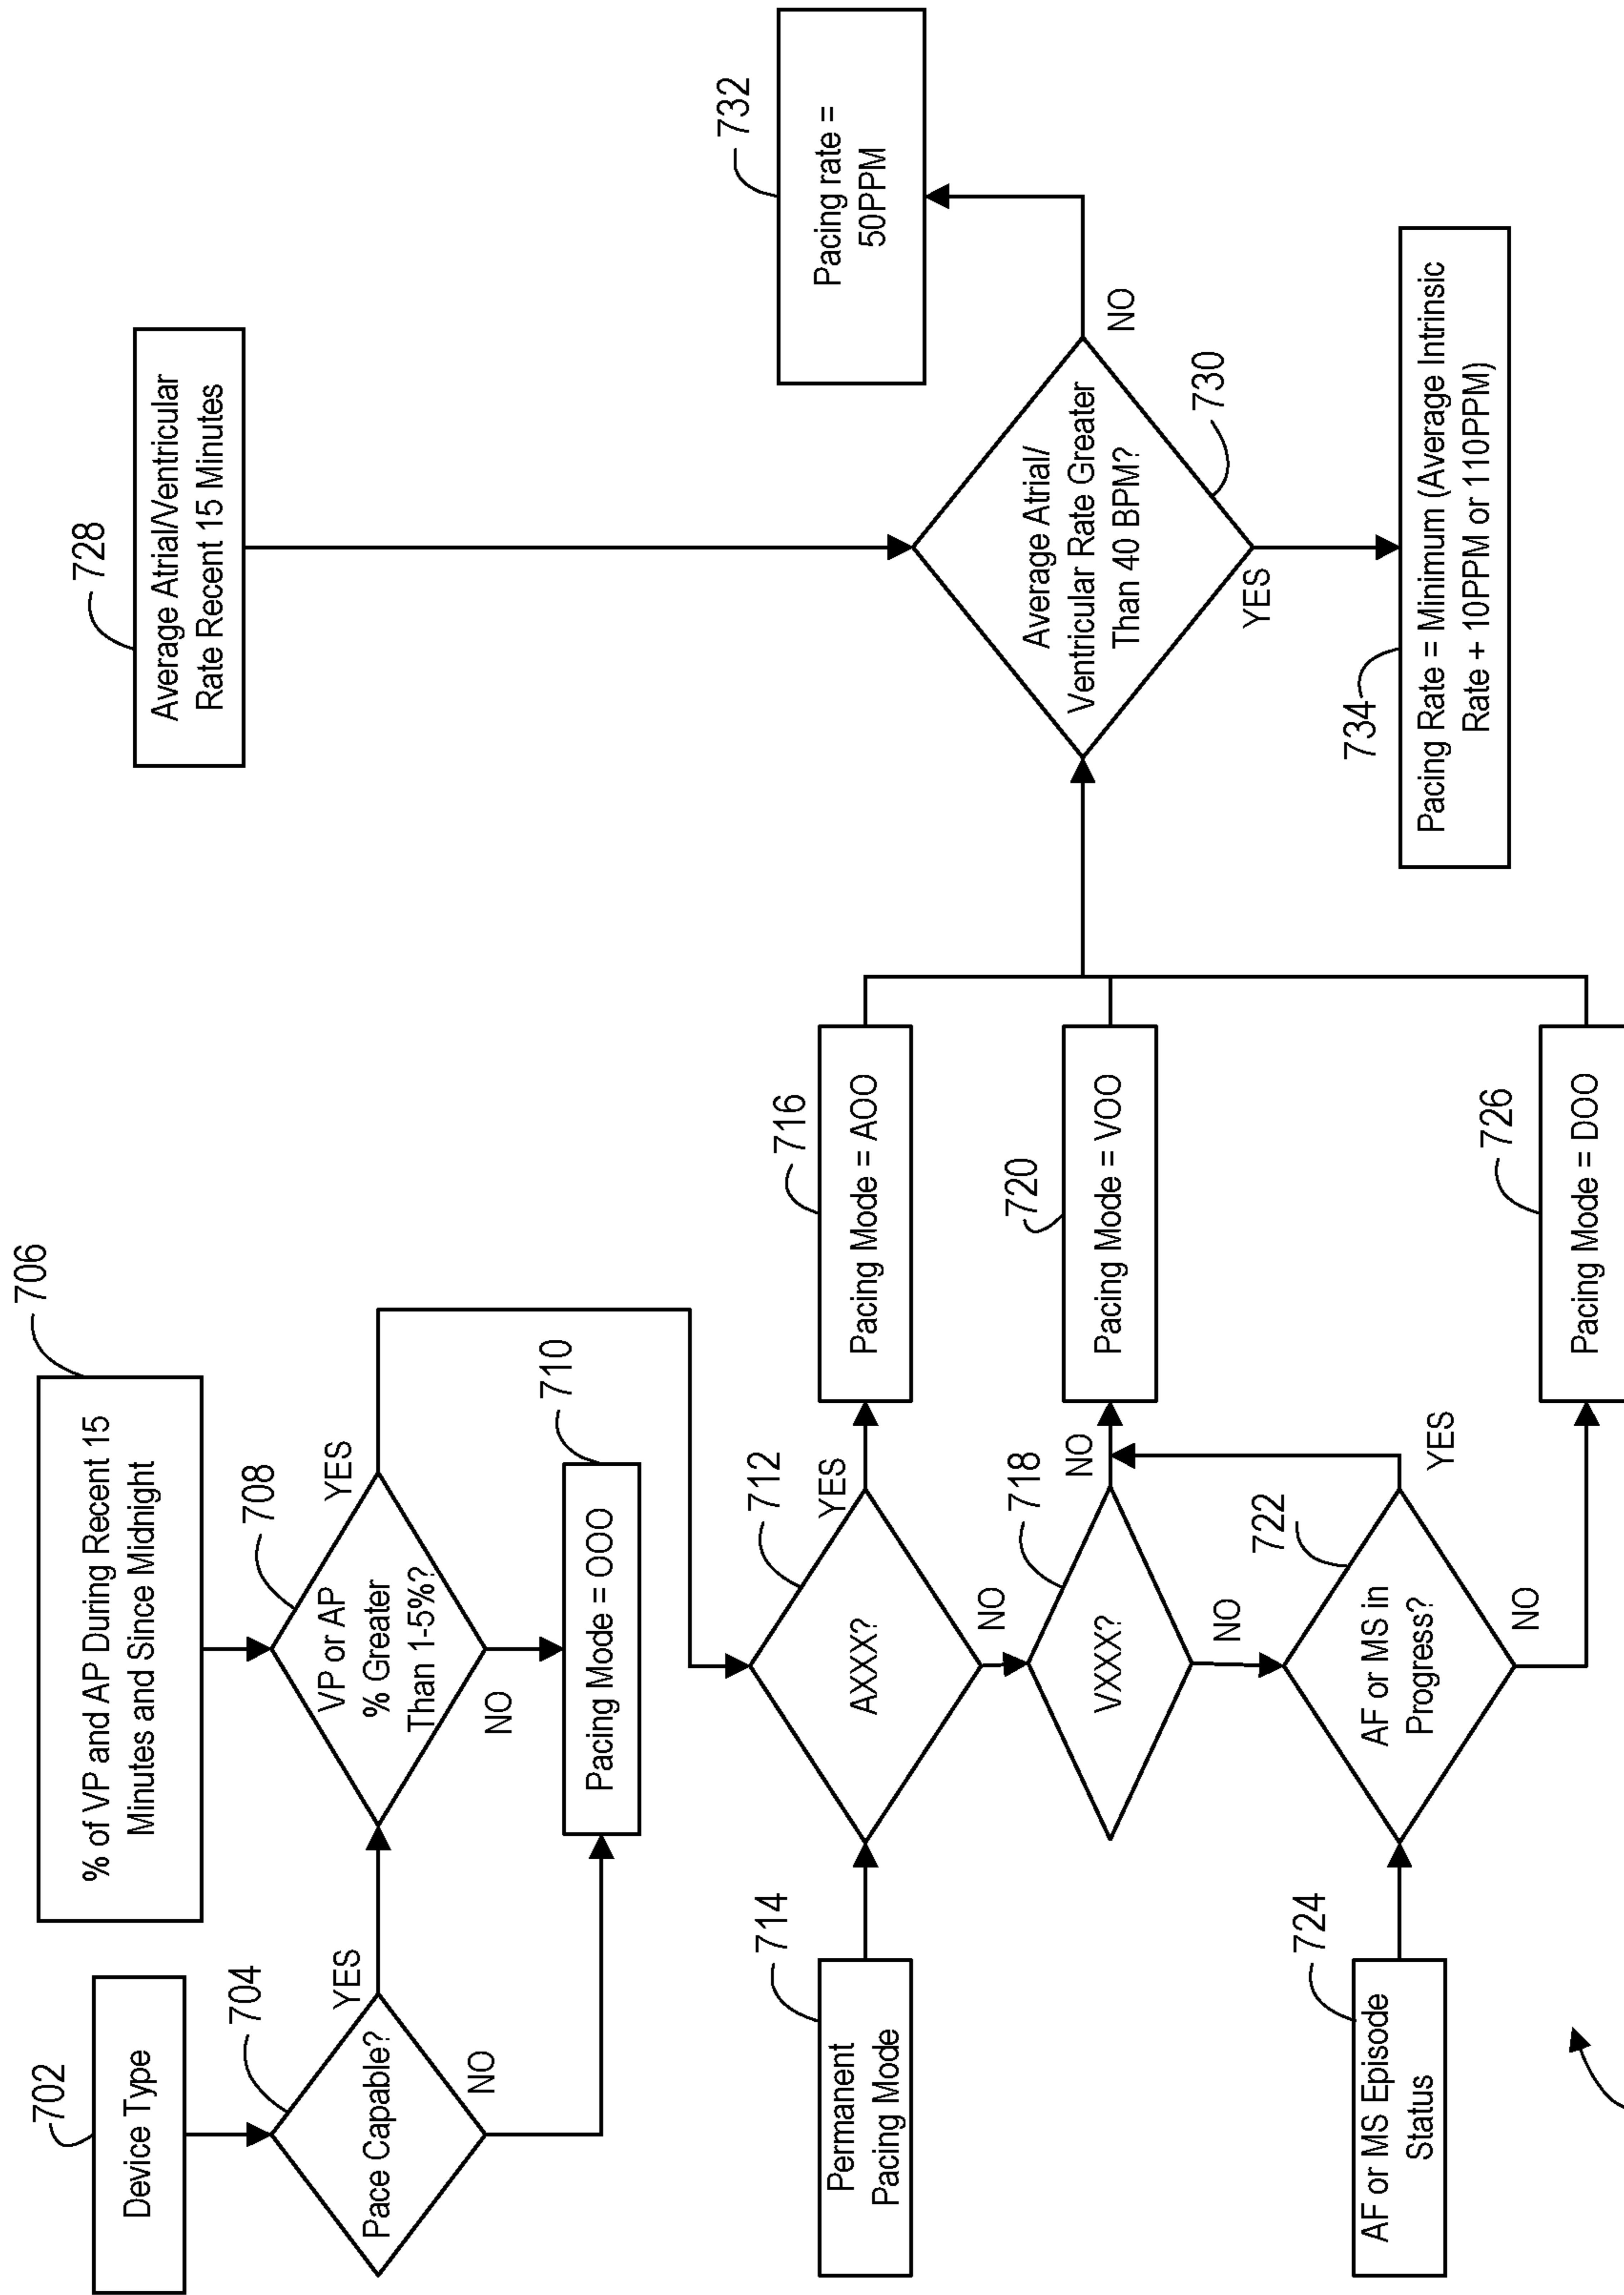 702
Device Type
704
Pace Capable?
YES
NO
706
% of VP and AP During Recent 15
Minutes and Since Midnight
708
VP or AP
% Greater
Than 1-5%?
YES
NO
710
Pacing Mode = OOO
714
Permanent
Pacing Mode
712
AXXX?
YES
NO
716
Pacing Mode = AOO
718
VXXX?
NO
NO
720
Pacing Mode = VOO
724
AF or MS Episode
Status
722
AF or MS in
Progress?
YES
NO
726
Pacing Mode = DOO
728
Average Atrial/Ventricular
Rate Recent 15 Minutes
730
Average Atrial/
Ventricular Rate Greater
Than 40 BPM?
NO
YES
732
Pacing rate =
50PPM
734
Pacing Rate = Minimum (Average Intrinsic
Rate + 10PPM or 110PPM)